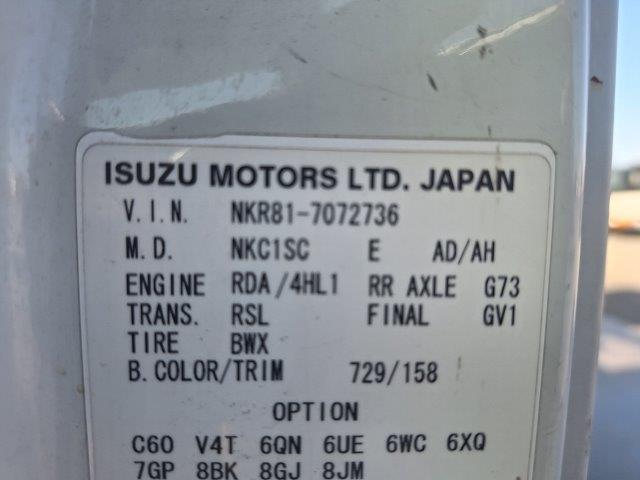 ISUZU MOTORS LTD. JAPAN
V.I.N. NKR81-7072736
M.D. NKC1SC E AD/AH
ENGINE RDA/4HL1 RR AXLE G73
TRANS. RSL FINAL GV1
TIRE BWX
B.COLOR/TRIM 729/158
OPTION
C60 V4T 6QN 6UE 6WC 6XQ
7GP 8BK 8GJ 8JM